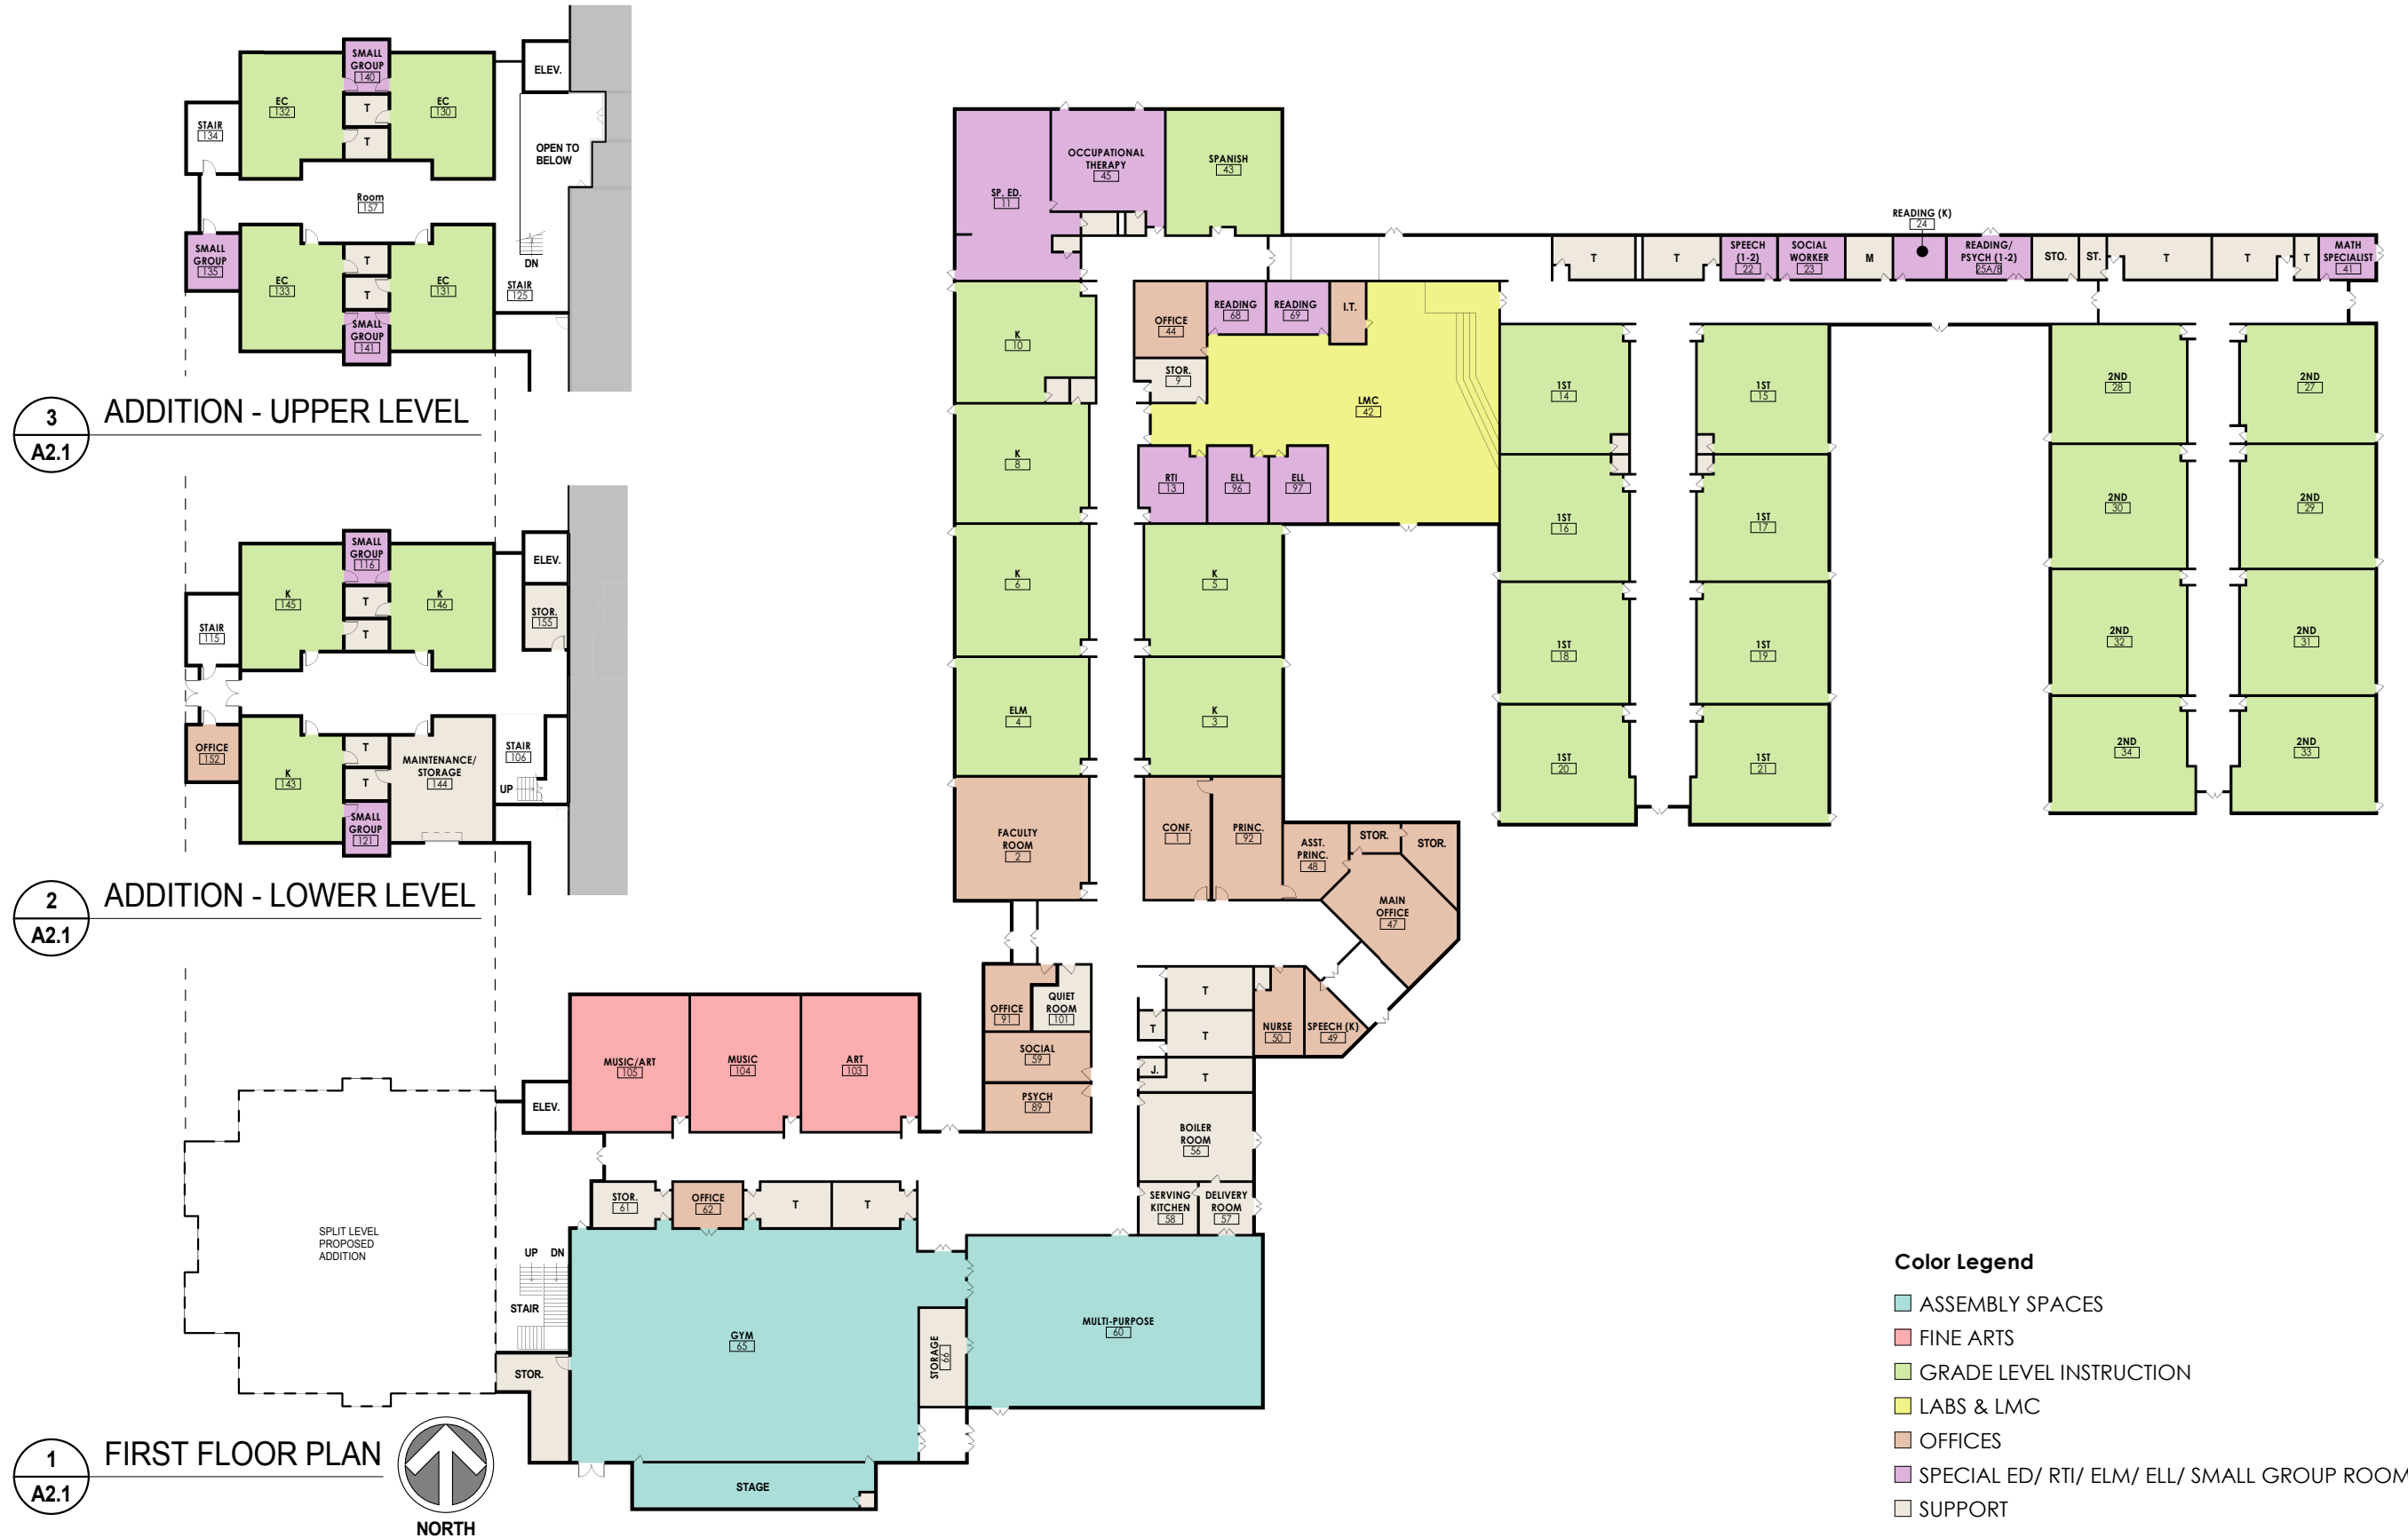 SMALL
GROUP
140
EC
132
EC
130
T
T
ELEV.
STAIR
134
OPEN TO
BELOW
Room
157
SMALL
GROUP
135
EC
133
T
T
EC
131
SMALL
GROUP
141
DN
STAIR
125
3
A2.1
ADDITION - UPPER LEVEL
SMALL
GROUP
116
K
145
K
146
T
T
ELEV.
STOR.
155
STAIR
115
OFFICE
152
K
143
T
T
MAINTENANCE/
STORAGE
144
SMALL
GROUP
121
STAIR
106
UP
2
A2.1
ADDITION - LOWER LEVEL
SP. ED.
11
OCCUPATIONAL
THERAPY
45
SPANISH
43
K
10
OFFICE
44
READING
68
READING
69
I.T.
STOR.
9
LMC
42
K
8
RTI
13
ELL
96
ELL
97
K
6
K
5
ELM
4
K
3
FACULTY
ROOM
2
CONF.
1
PRINC.
92
ASST.
PRINC.
48
STOR.
STOR.
MAIN
OFFICE
47
T
T
SPEECH
(1-2)
22
SOCIAL
WORKER
23
M
READING (K)
24
READING/
PSYCH (1-2)
25A/B
STO.
ST.
T
T
T
MATH
SPECIALIST
41
1ST
14
1ST
15
1ST
16
1ST
17
1ST
18
1ST
19
1ST
20
1ST
21
2ND
28
2ND
27
2ND
30
2ND
29
2ND
32
2ND
31
2ND
34
2ND
33
OFFICE
91
QUIET
ROOM
101
SOCIAL
59
PSYCH
89
T
T
T
J.
T
NURSE
50
SPEECH (K)
49
BOILER
ROOM
56
SERVING
KITCHEN
58
DELIVERY
ROOM
57
MUSIC/ART
105
MUSIC
104
ART
103
ELEV.
STOR.
61
OFFICE
62
T
T
SPLIT LEVEL
PROPOSED
ADDITION
UP DN
STAIR
STOR.
GYM
65
STORAGE
66
MULTI-PURPOSE
60
STAGE
1
A2.1
FIRST FLOOR PLAN
NORTH
Color Legend
ASSEMBLY SPACES
FINE ARTS
GRADE LEVEL INSTRUCTION
LABS & LMC
OFFICES
SPECIAL ED/ RTI/ ELM/ ELL/ SMALL GROUP ROOM
SUPPORT